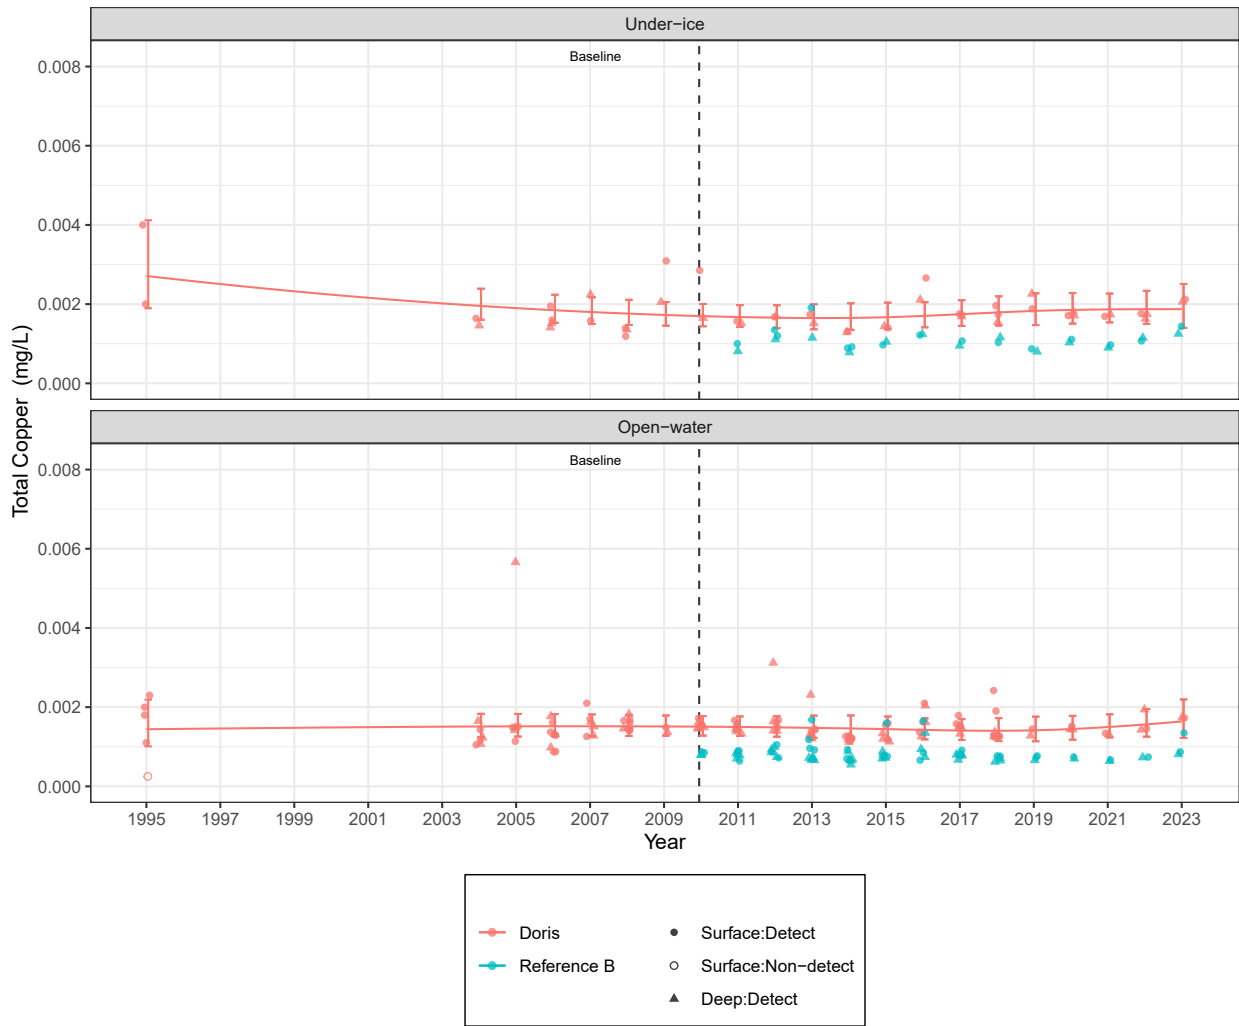 Under−ice
Baseline
0.008
0.006
0.004
0.002
0.000
Total Copper (mg/L)
Open−water
Baseline
0.008
0.006
0.004
0.002
0.000
1995 1997 1999 2001 2003 2005 2007 2009 2011 2013 2015 2017 2019 2021 2023
Year
Doris
Reference B
Surface:Detect
Surface:Non−detect
Deep:Detect